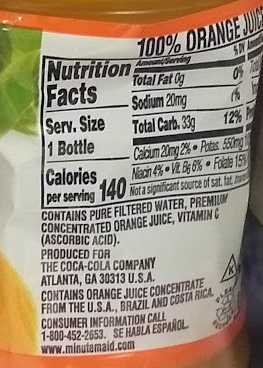 100% ORANGE JUICE
Nutrition Facts
Serv. Size
1 Bottle
Calories
per serving 140
Amount/Serving %DV
Total Fat 0g 0%
Sodium 20mg 1%
Total Carb. 33g 12%
Calcium 20mg 2% • Potas. 550mg
Niacin 4% • Vit. B6 6% • Folate 15%
Not a significant source of sat. fat,
CONTAINS PURE FILTERED WATER, PREMIUM
CONCENTRATED ORANGE JUICE, VITAMIN C
(ASCORBIC ACID).
PRODUCED FOR
THE COCA-COLA COMPANY
ATLANTA, GA 30313 U.S.A.
CONTAINS ORANGE JUICE CONCENTRATE
FROM THE U.S.A., BRAZIL AND COSTA RICA.
CONSUMER INFORMATION CALL
1-800-452-2653. SE HABLA ESPAÑOL.
www.minutemaid.com
K